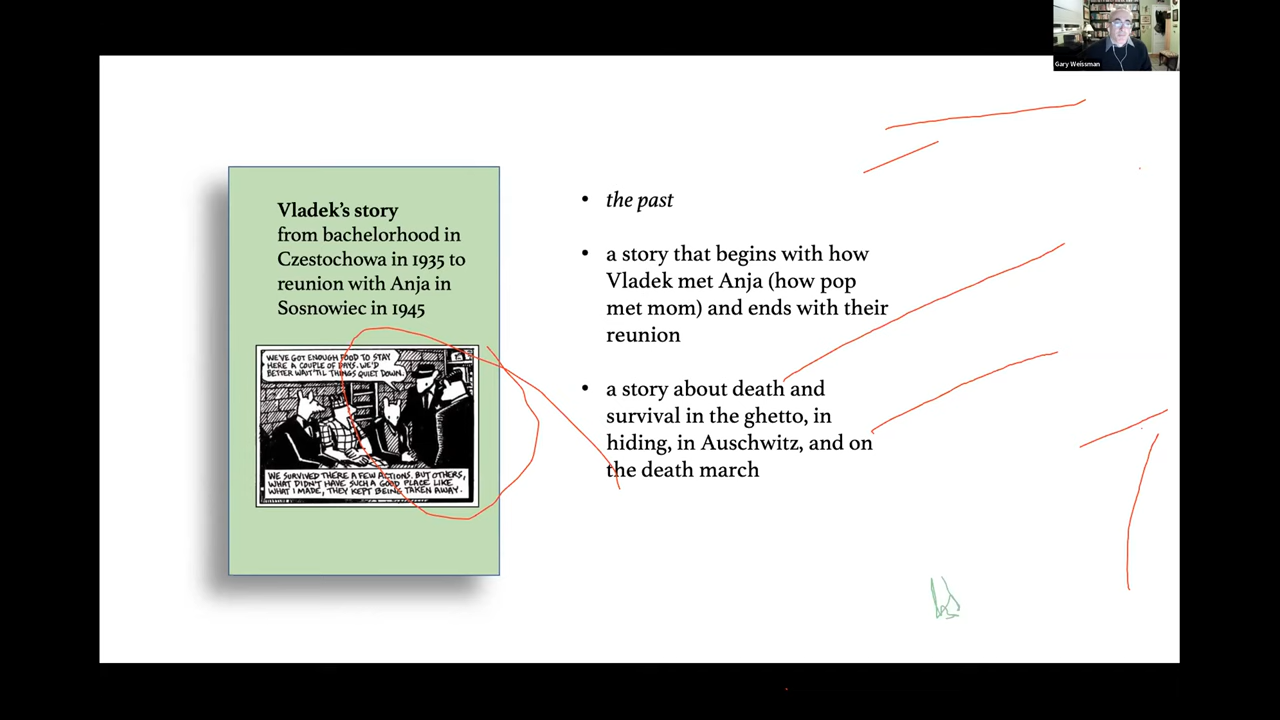 Gary Weissman
Vladek's story
from bachelorhood in
Czestochowa in 1935 to
reunion with Anja in
Sosnowiec in 1945
WE'VE GOT ENOUGH FOOD TO STAY
HERE A COUPLE OF DAYS. WE'D
BETTER WAIT 'TIL THINGS QUIET DOWN.
WE SURVIVED THERE A FEW ACTIONS. BUT OTHERS,
WHAT DIDN'T HAVE SUCH A GOOD PLACE LIKE
WHAT I MADE, THEY KEPT BEING TAKEN AWAY.
• the past
• a story that begins with how
Vladek met Anja (how pop
met mom) and ends with their
reunion
• a story about death and
survival in the ghetto, in
hiding, in Auschwitz, and on
the death march